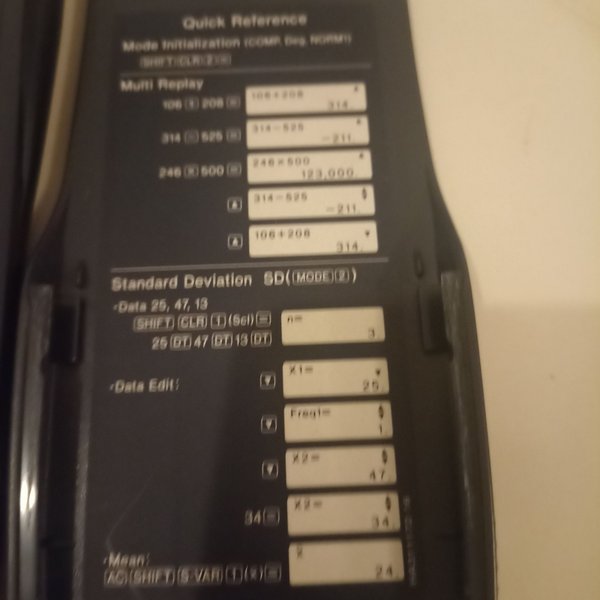 Quick Reference
Mode Initialization (COMP, Deg, NORM1)
SHIFT CLR 2 =
Multi Replay
106 + 208 = 106+208 ▲
314.
314 − 525 = 314−525 ▲
−211.
246 × 500 = 246×500 ▲
123,000.
▲ 314−525
−211.
▲ 106+208 ▼
314.
Standard Deviation SD(MODE 2)
·Data 25, 47, 13
SHIFT CLR 1 (Scl) = n=
25 DT 47 DT 13 DT 3.
·Data Edit: ▼ X1= ▼
25.
▼ Freq1=
1.
▼ X2=
47.
34 = X2=
34.
·Mean: x̄
AC SHIFT S-VAR 1 (x̄) = 24.